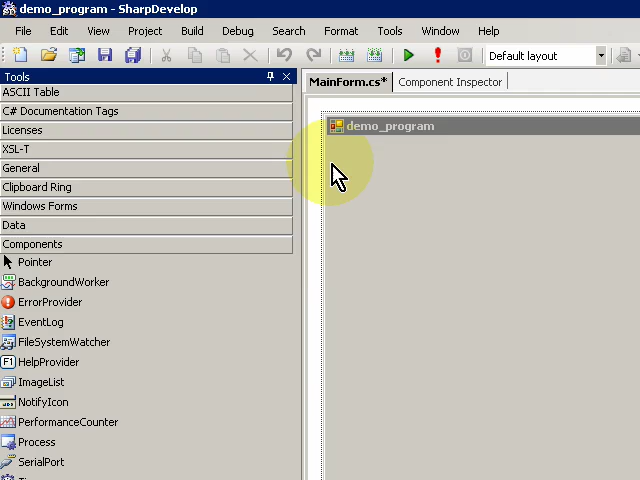 demo_program - SharpDevelop
File Edit View Project Build Debug Search Format Tools Window Help
Default layout
Tools
MainForm.cs* Component Inspector
ASCII Table
C# Documentation Tags
Licenses
XSL-T
General
Clipboard Ring
Windows Forms
Data
Components
Pointer
BackgroundWorker
ErrorProvider
EventLog
FileSystemWatcher
HelpProvider
ImageList
NotifyIcon
PerformanceCounter
Process
SerialPort
demo_program